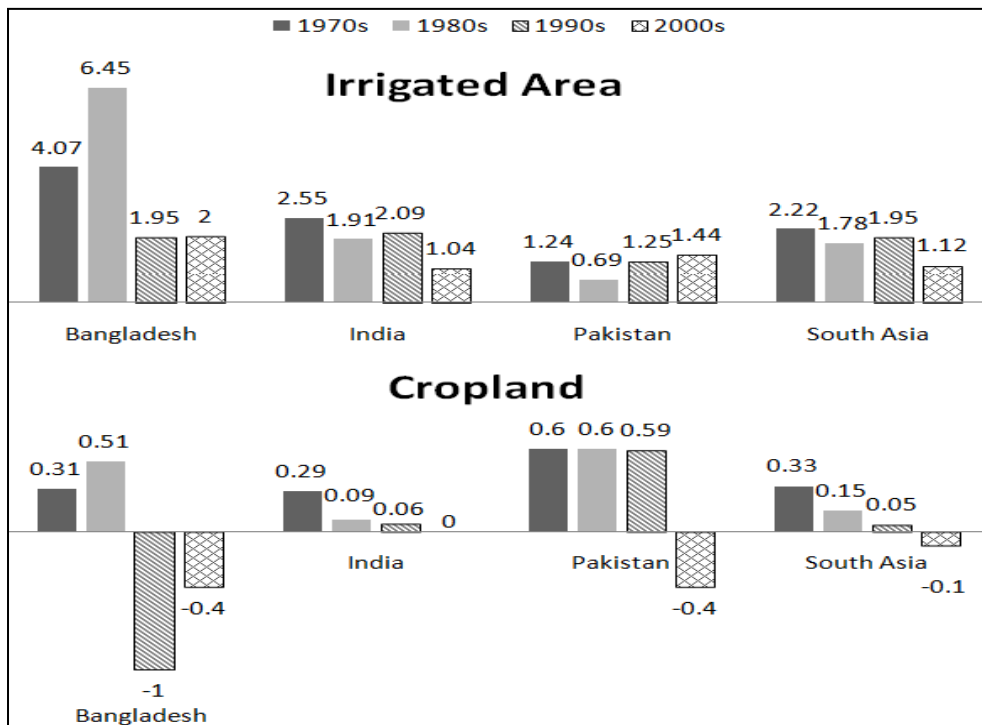 1970s 1980s 1990s 2000s
Irrigated Area
4.07 6.45 1.95 2 2.55 1.91 2.09 1.04 1.24 0.69 1.25 1.44 2.22 1.78 1.95 1.12
Bangladesh India Pakistan South Asia
Cropland
0.31 0.51 0.29 0.09 0.06 0 0.6 0.6 0.59 0.33 0.15 0.05
India Pakistan South Asia
-1 -0.4 -0.4 -0.1
Bangladesh